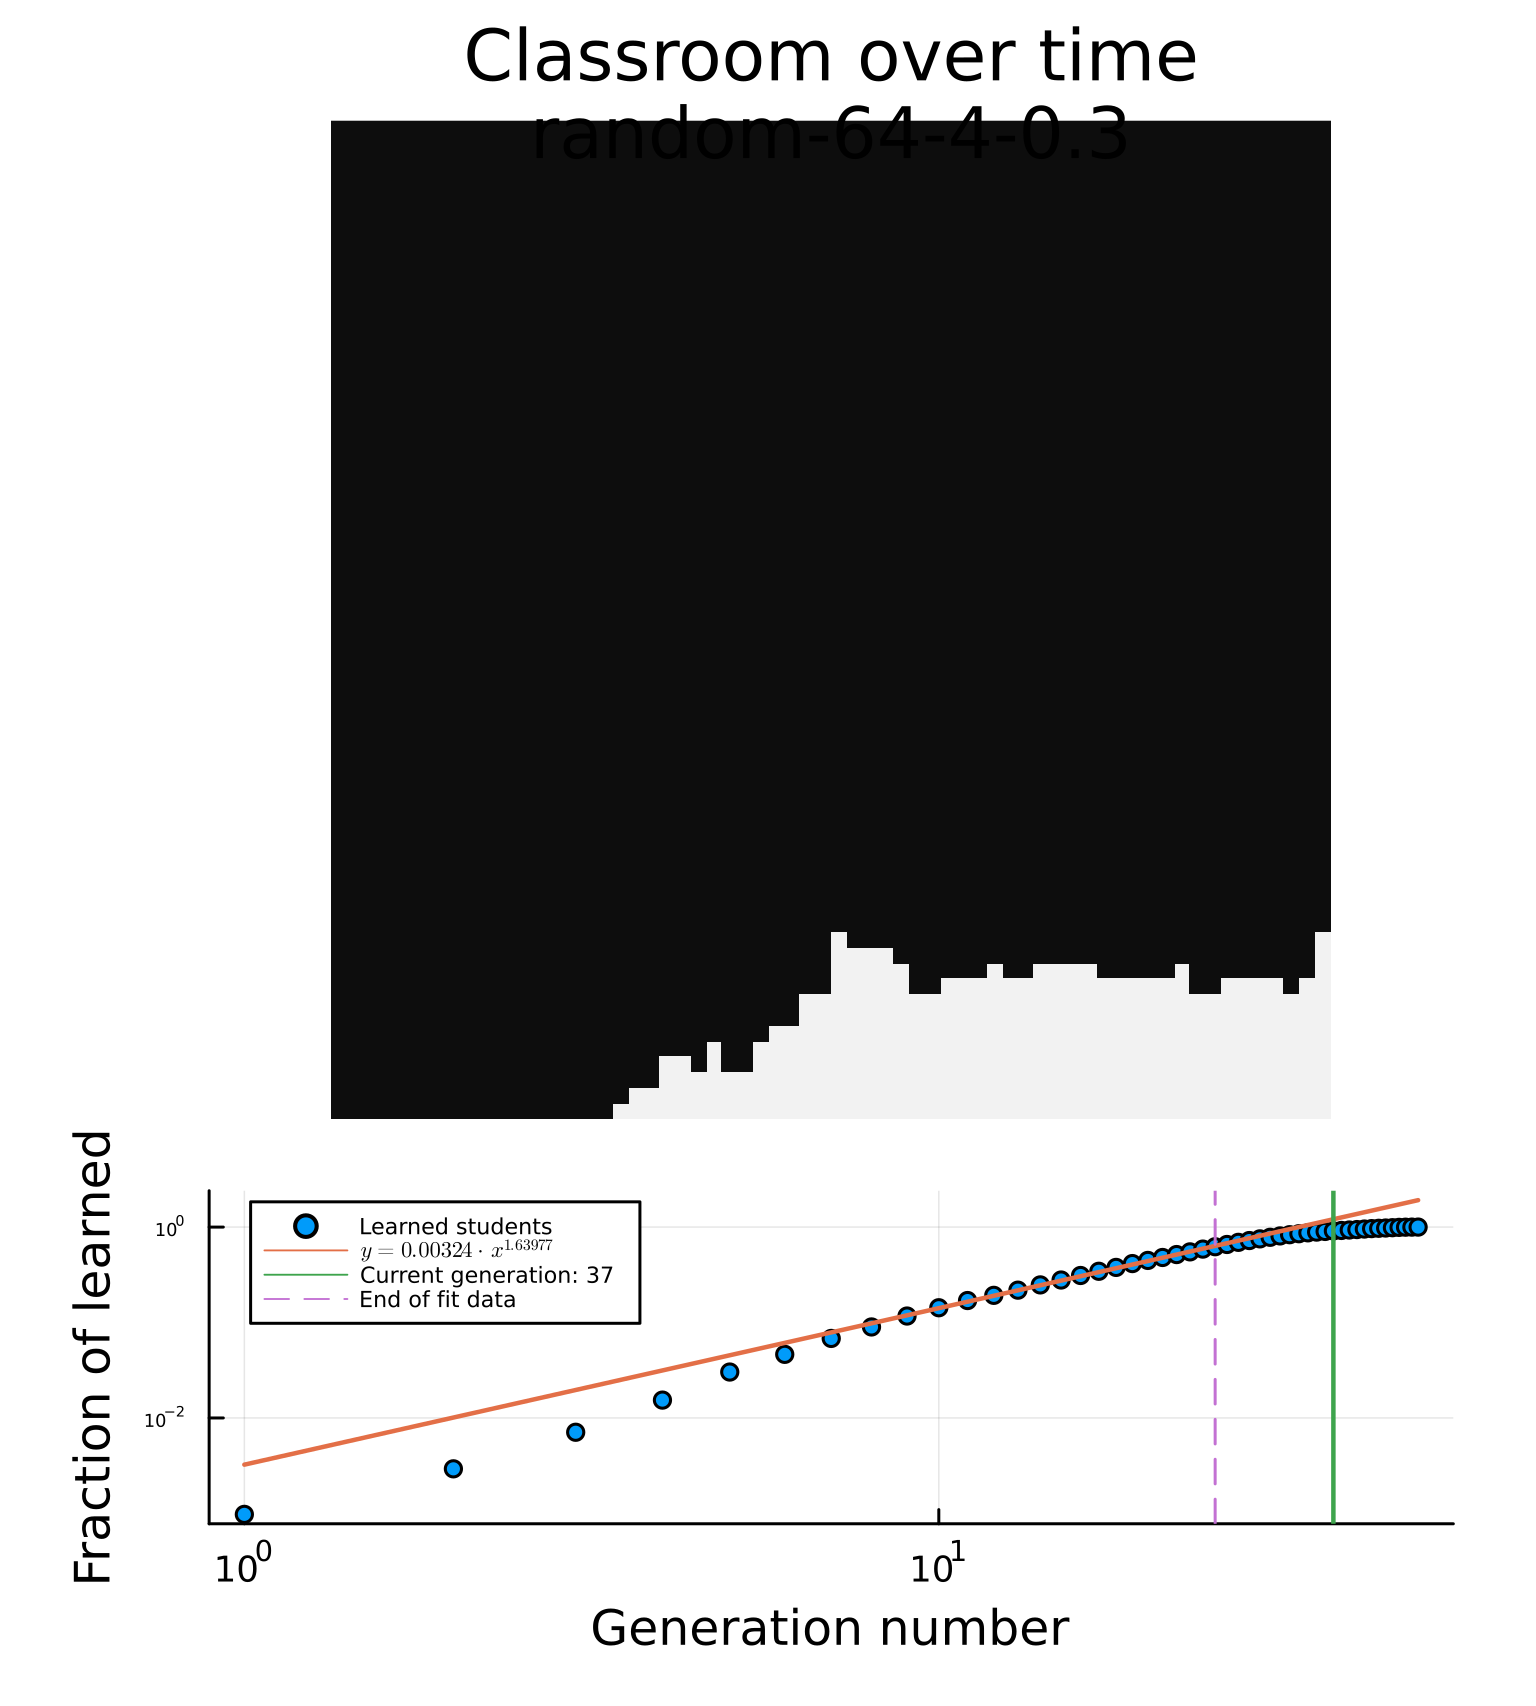 Classroom over time
random-64-4-0.3
Fraction of learned
10^0
10^−2
Learned students
y = 0.00324 · x^1.63977
Current generation: 37
End of fit data
10^0
10^1
Generation number